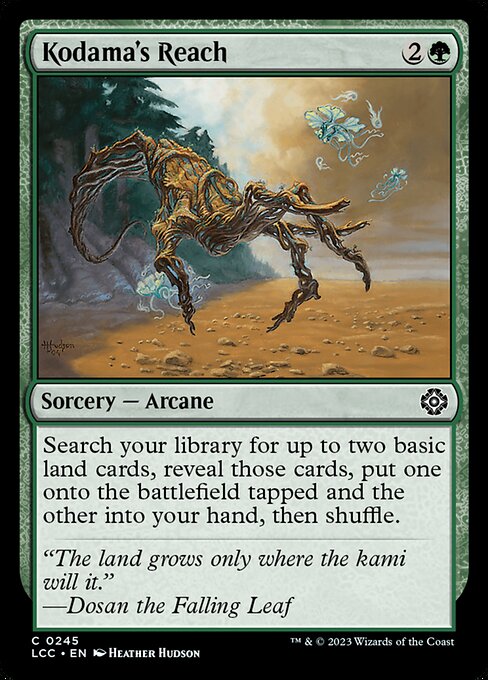 Kodama's Reach 2
Sorcery — Arcane
Search your library for up to two basic
land cards, reveal those cards, put one
onto the battlefield tapped and the
other into your hand, then shuffle.
“The land grows only where the kami
will it.”
—Dosan the Falling Leaf
C 0245
LCC • EN HEATHER HUDSON
™ & © 2023 Wizards of the Coast